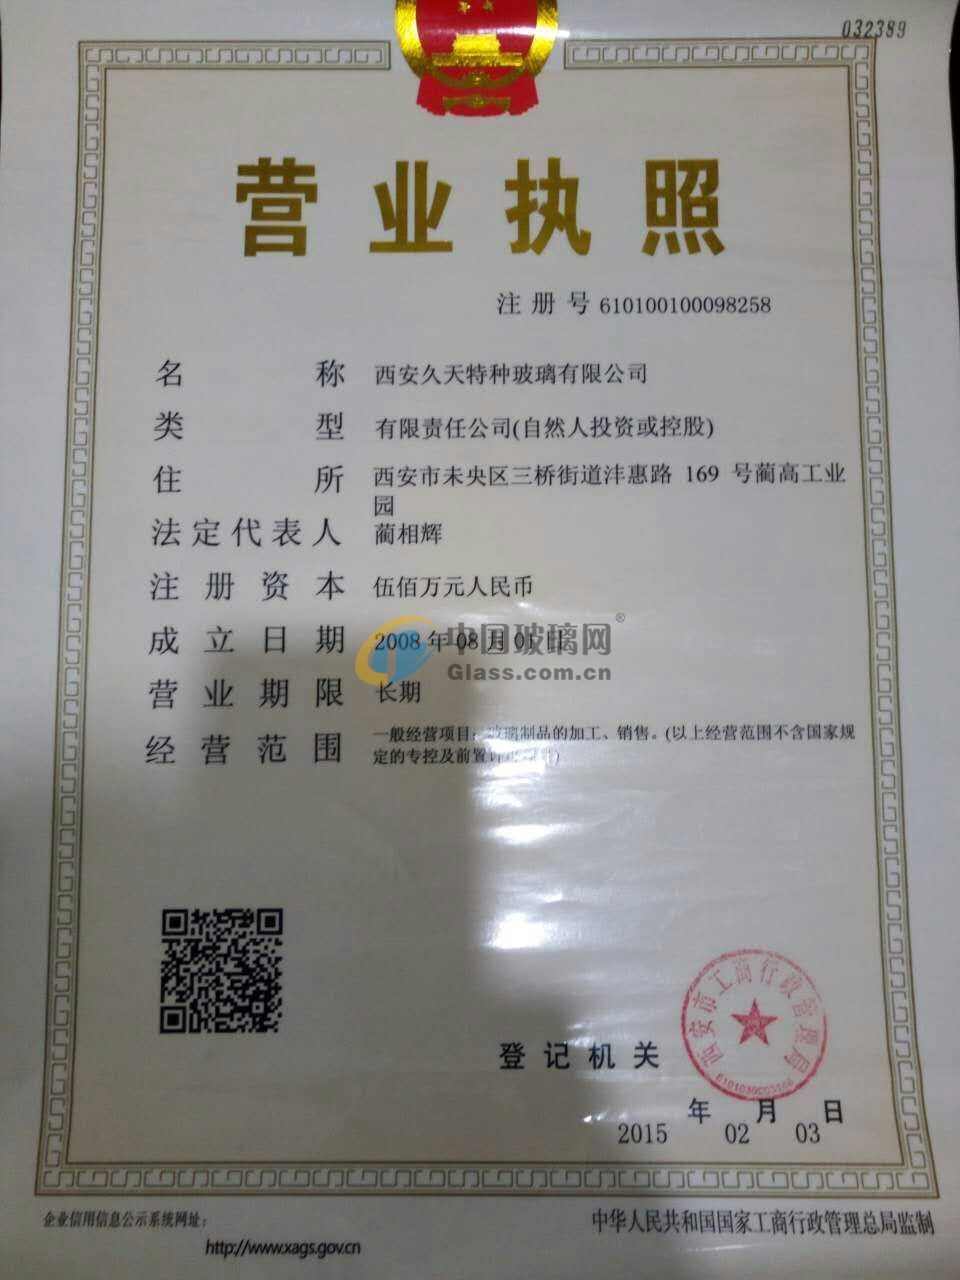 032389
营业执照
注册号 610100100098258
名称 西安久天特种玻璃有限公司
类型 有限责任公司(自然人投资或控股)
住所 西安市未央区三桥街道沣惠路 169 号蔺高工业
园
法定代表人 蔺相辉
注册资本 伍佰万元人民币
成立日期 2008 年 08 月 01 日
中国玻璃网®
Glass.com.cn
营业期限 长期
经营范围 一般经营项目：玻璃制品的加工、销售。(以上经营范围不含国家规
定的专控及前置许可项目)
西安市工商行政管理局
登记机关
年 月 日
2015 02 03
企业信用信息公示系统网址：
http://www.xags.gov.cn
中华人民共和国国家工商行政管理总局监制